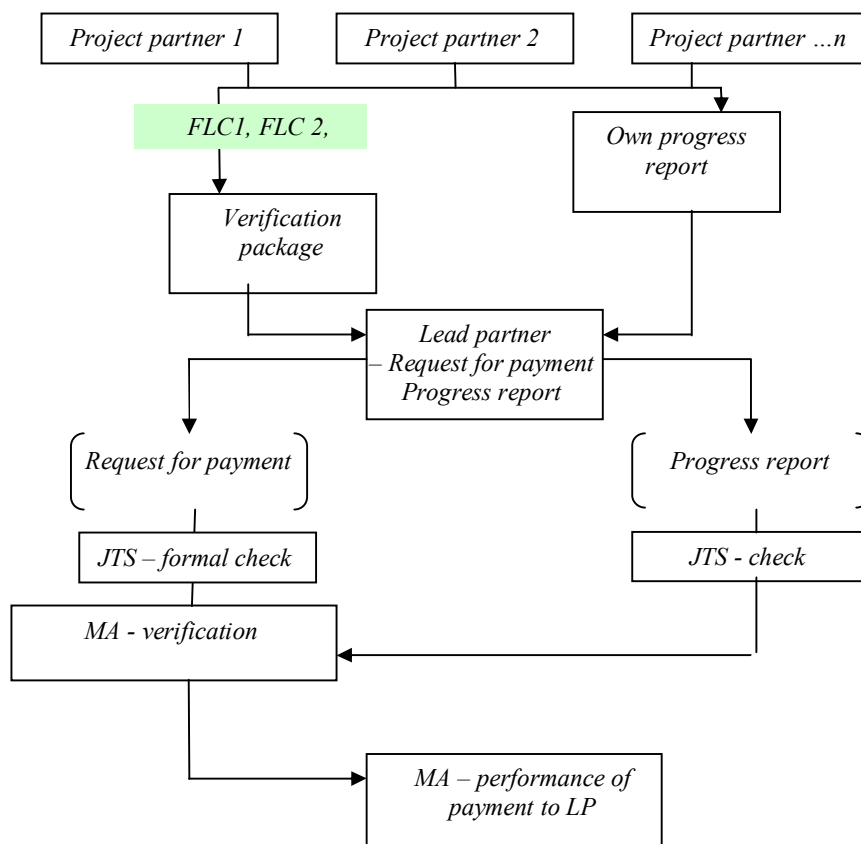 Project partner 1
Project partner 2
Project partner …n
FLC1, FLC 2,
Own progress
report
Verification
package
Lead partner
– Request for payment
Progress report
Request for payment
Progress report
JTS – formal check
JTS - check
MA - verification
MA – performance of
payment to LP